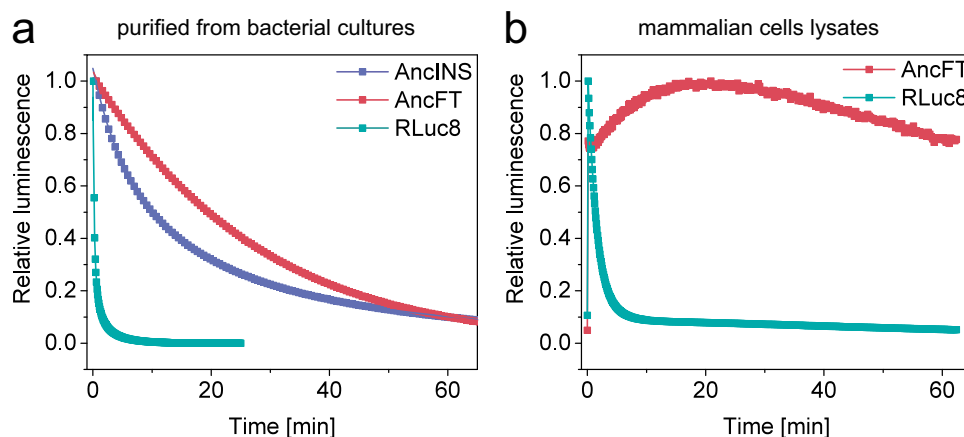 a
purified from bacterial cultures
1.0
0.8
0.6
0.4
0.2
0.0
Relative luminescence
AncINS
AncFT
RLuc8
0
20
40
60
Time [min]
b
mammalian cells lysates
1.0
0.8
0.6
0.4
0.2
0.0
Relative luminescence
AncFT
RLuc8
0
20
40
60
Time [min]